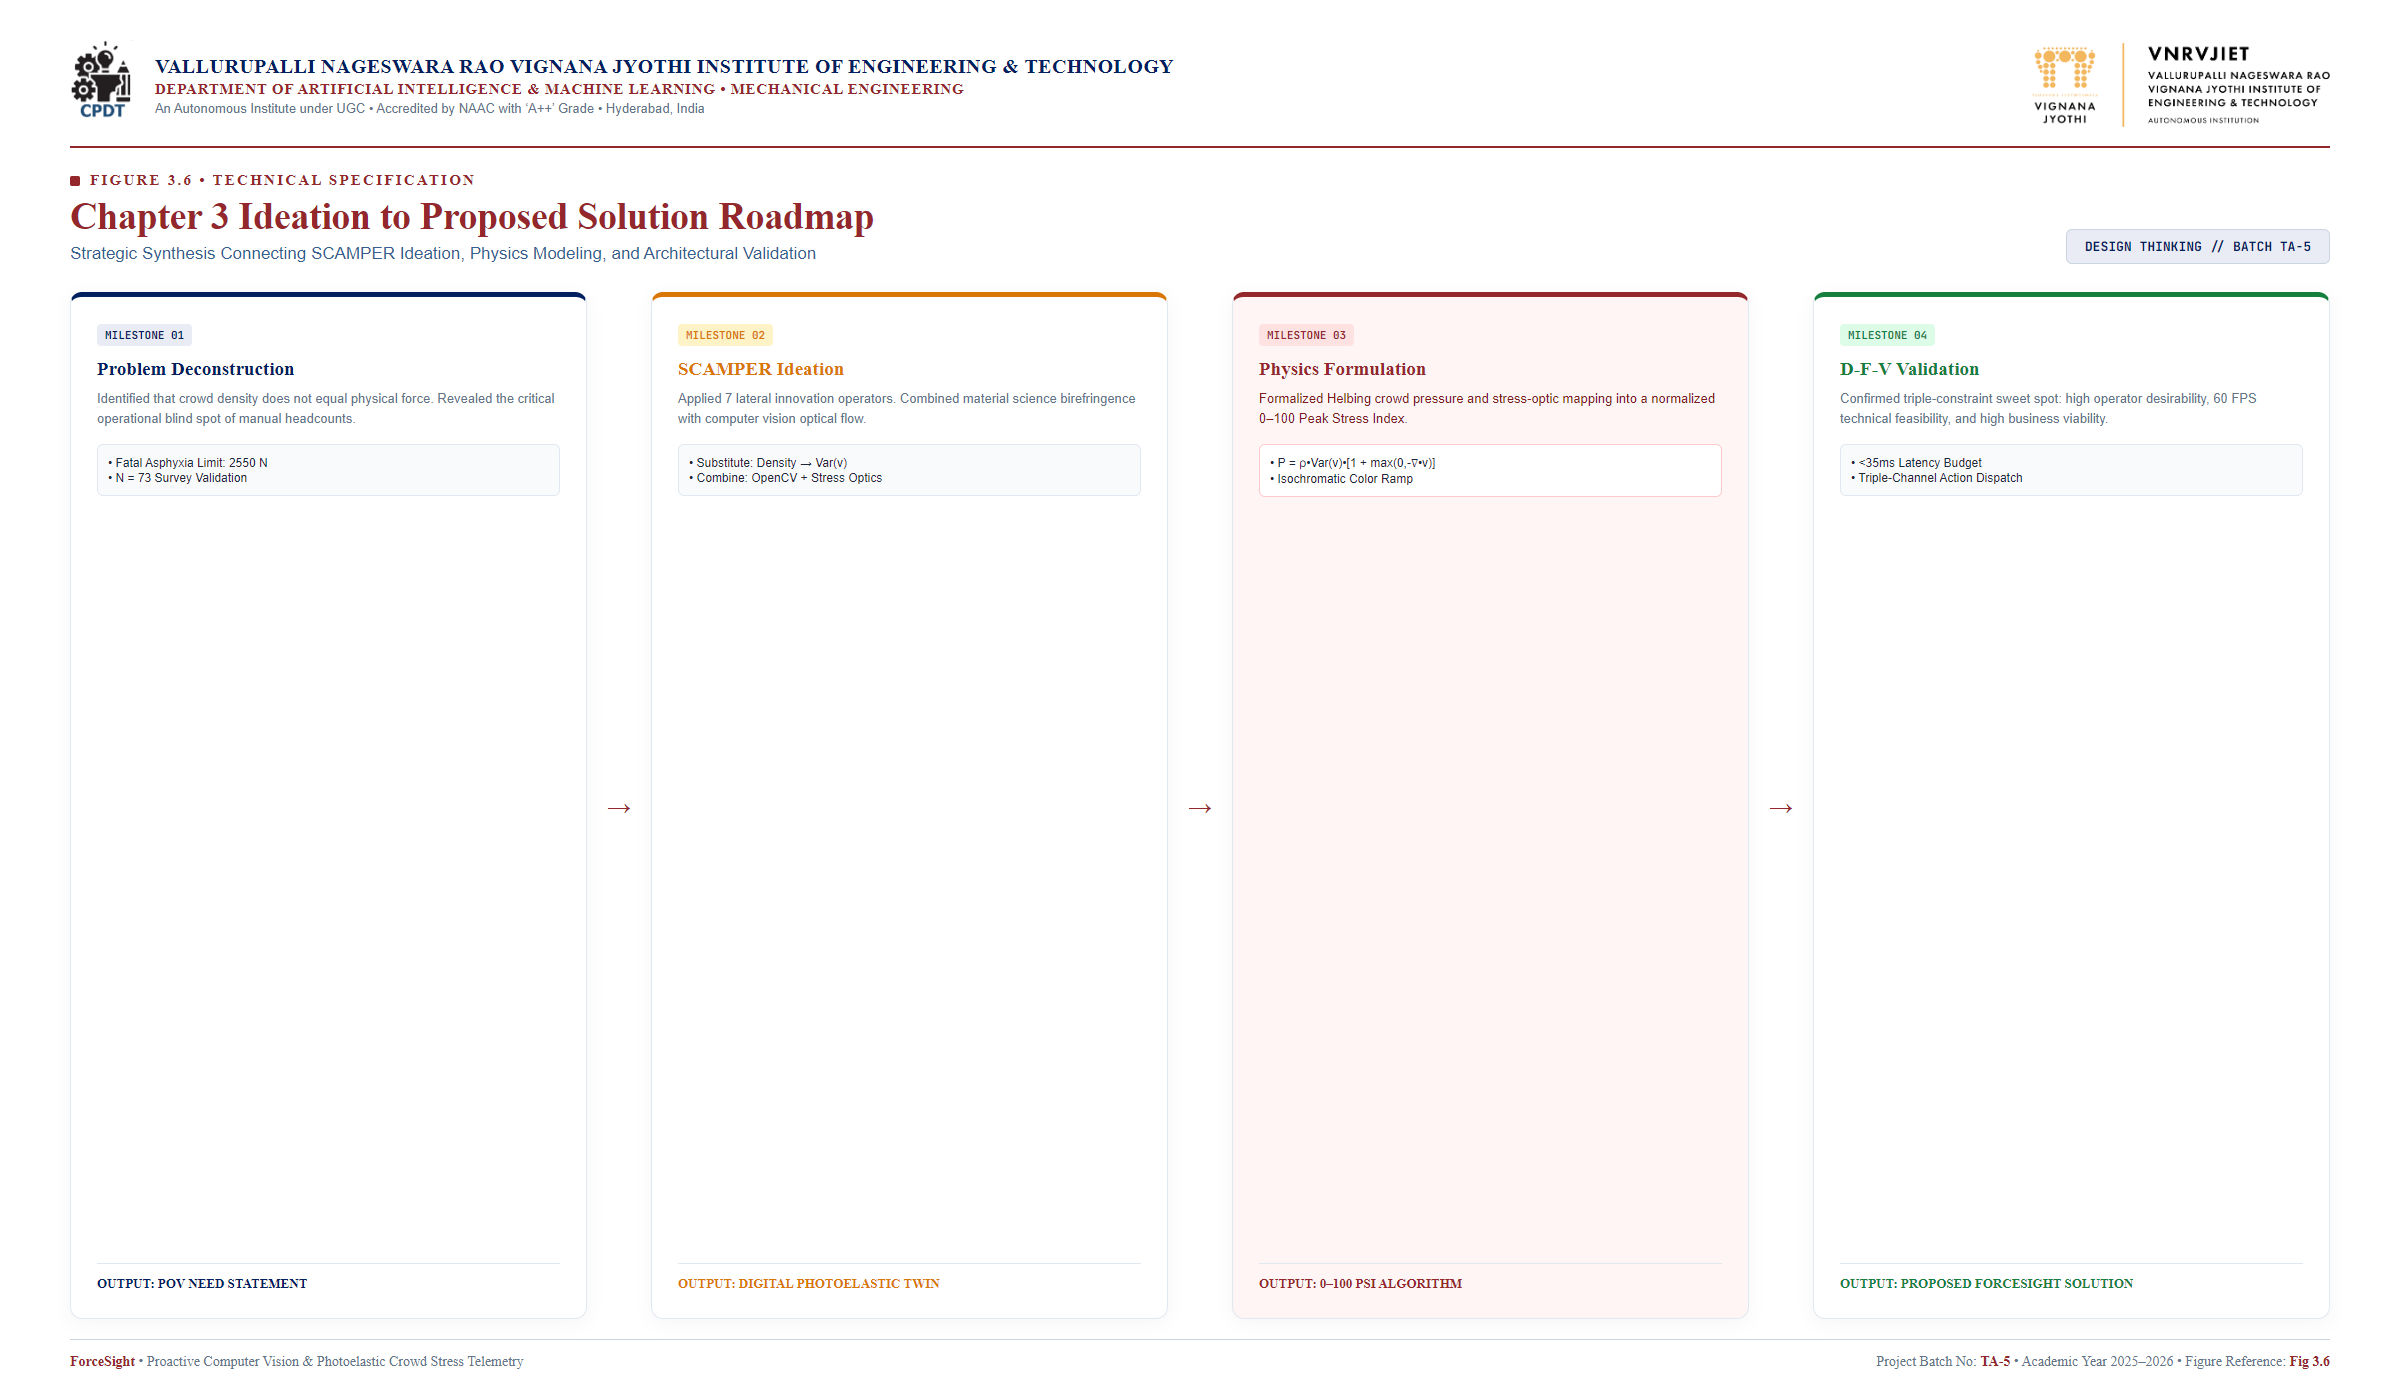 CPDT
VALLURUPALLI NAGESWARA RAO VIGNANA JYOTHI INSTITUTE OF ENGINEERING & TECHNOLOGY
DEPARTMENT OF ARTIFICIAL INTELLIGENCE & MACHINE LEARNING • MECHANICAL ENGINEERING
An Autonomous Institute under UGC • Accredited by NAAC with ‘A++’ Grade • Hyderabad, India
VIGNANA
JYOTHI
VNRVJIET
VALLURUPALLI NAGESWARA RAO
VIGNANA JYOTHI INSTITUTE OF
ENGINEERING & TECHNOLOGY
AUTONOMOUS INSTITUTION
FIGURE 3.6 • TECHNICAL SPECIFICATION
Chapter 3 Ideation to Proposed Solution Roadmap
Strategic Synthesis Connecting SCAMPER Ideation, Physics Modeling, and Architectural Validation
DESIGN THINKING // BATCH TA-5
MILESTONE 01
Problem Deconstruction
Identified that crowd density does not equal physical force. Revealed the critical
operational blind spot of manual headcounts.
• Fatal Asphyxia Limit: 2550 N
• N = 73 Survey Validation
OUTPUT: POV NEED STATEMENT
→
MILESTONE 02
SCAMPER Ideation
Applied 7 lateral innovation operators. Combined material science birefringence
with computer vision optical flow.
• Substitute: Density → Var(v)
• Combine: OpenCV + Stress Optics
OUTPUT: DIGITAL PHOTOELASTIC TWIN
→
MILESTONE 03
Physics Formulation
Formalized Helbing crowd pressure and stress-optic mapping into a normalized
0–100 Peak Stress Index.
• P = ρ•Var(v)•[1 + max(0,-∇•v)]
• Isochromatic Color Ramp
OUTPUT: 0–100 PSI ALGORITHM
→
MILESTONE 04
D-F-V Validation
Confirmed triple-constraint sweet spot: high operator desirability, 60 FPS
technical feasibility, and high business viability.
• <35ms Latency Budget
• Triple-Channel Action Dispatch
OUTPUT: PROPOSED FORCESIGHT SOLUTION
ForceSight • Proactive Computer Vision & Photoelastic Crowd Stress Telemetry
Project Batch No: TA-5 • Academic Year 2025–2026 • Figure Reference: Fig 3.6